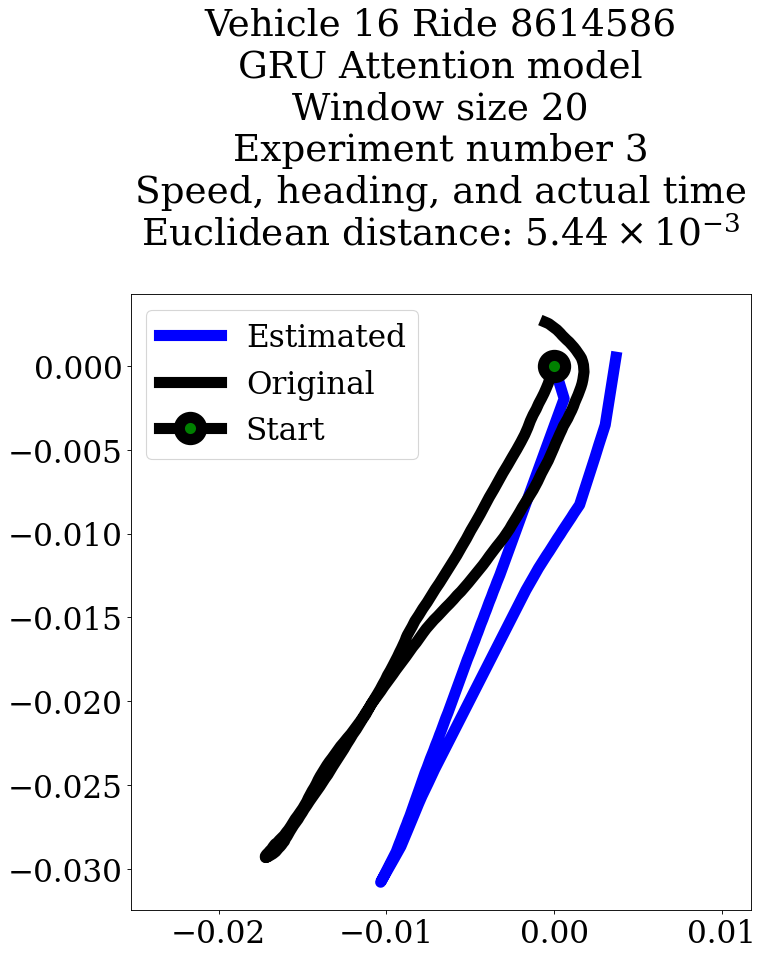 Vehicle 16 Ride 8614586
GRU Attention model
Window size 20
Experiment number 3
Speed, heading, and actual time
Euclidean distance: 5.44 × 10⁻³
Estimated
Original
Start
0.000
−0.005
−0.010
−0.015
−0.020
−0.025
−0.030
−0.02
−0.01
0.00
0.01